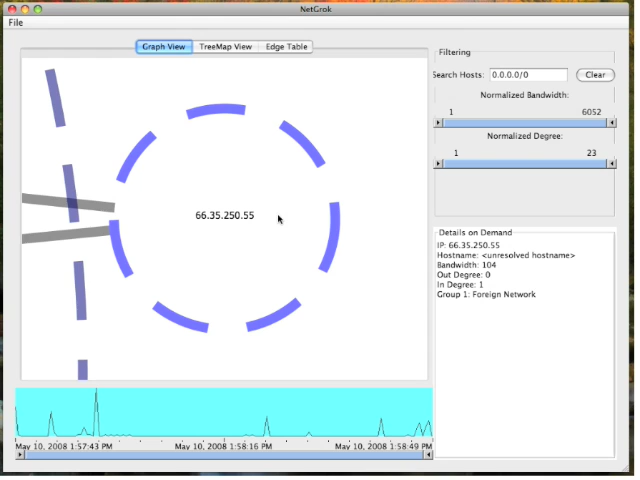 NetGrok
File
Graph View TreeMap View Edge Table
Filtering
Search Hosts: 0.0.0.0/0 Clear
Normalized Bandwidth:
1 6052
Normalized Degree:
1 23
66.35.250.55
Details on Demand
IP: 66.35.250.55
Hostname: <unresolved hostname>
Bandwidth: 104
Out Degree: 0
In Degree: 1
Group 1: Foreign Network
May 10, 2008 1:57:43 PM May 10, 2008 1:58:16 PM May 10, 2008 1:58:49 PM